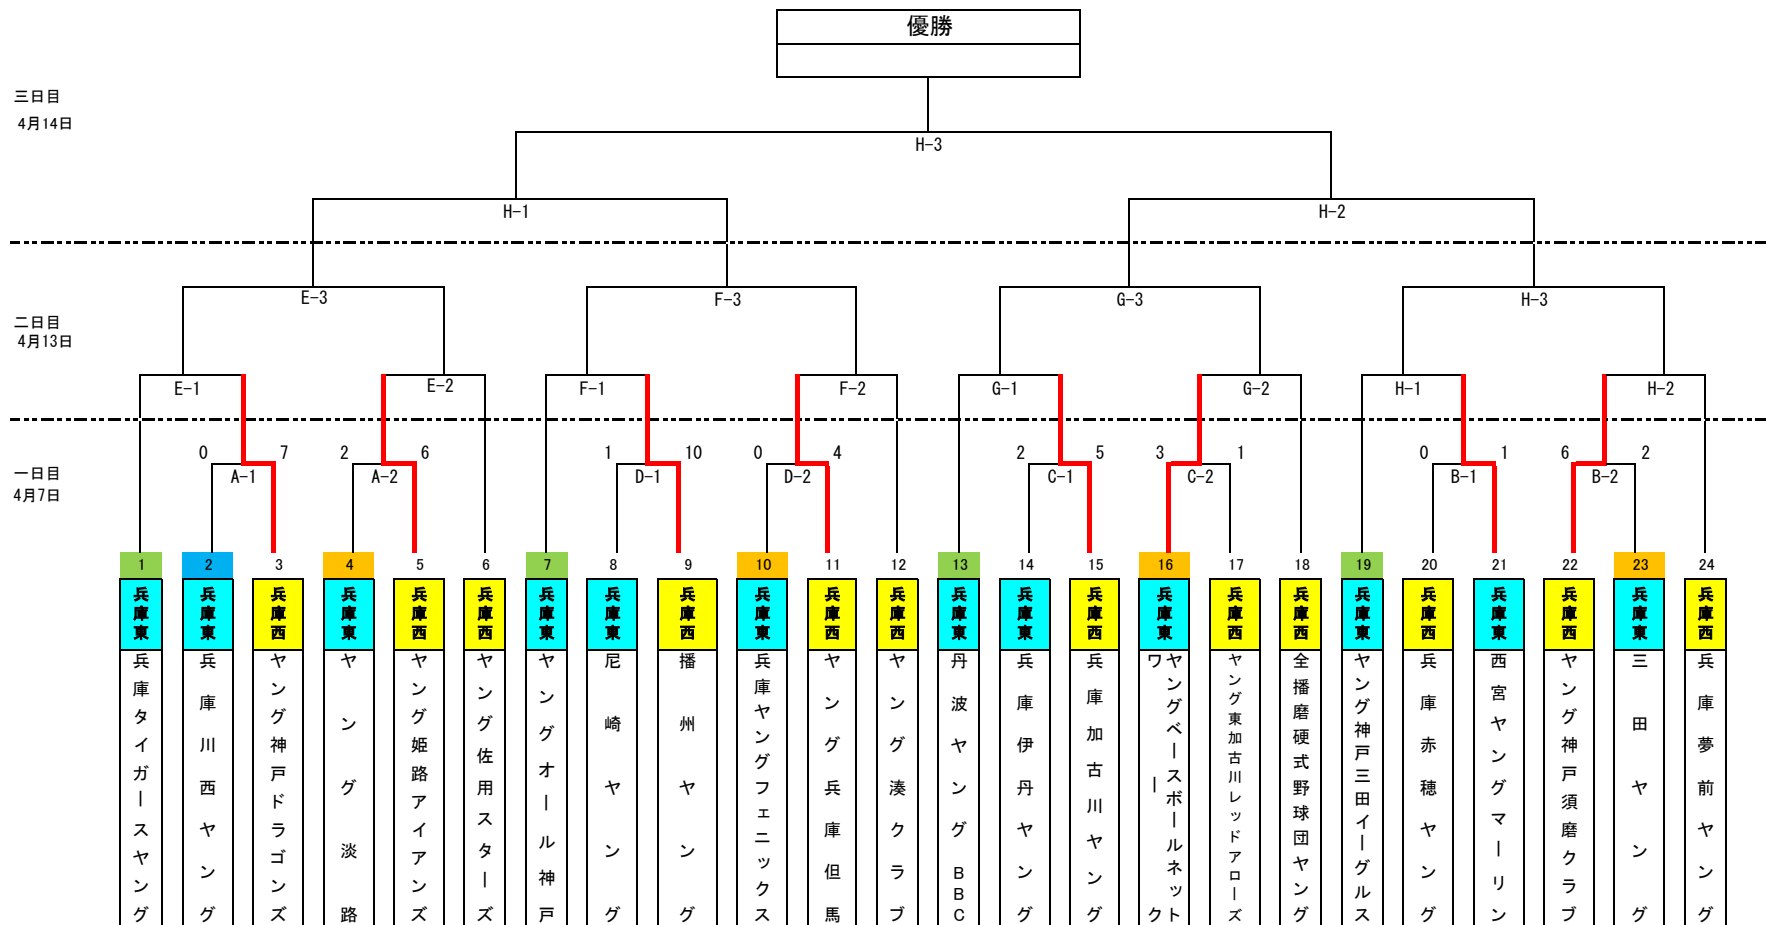 優勝
三日目
4月14日
H-3
H-1
H-2
E-3
F-3
G-3
H-3
二日目
4月13日
E-1
E-2
F-1
F-2
G-1
G-2
H-1
H-2
0 7 2 6 1 10 0 4 2 5 3 1 0 1 6 2
一日目
4月7日
A-1
A-2
D-1
D-2
C-1
C-2
B-1
B-2
1 2 3 4 5 6 7 8 9 10 11 12 13 14 15 16 17 18 19 20 21 22 23 24
兵庫東
兵庫東
兵庫西
兵庫東
兵庫西
兵庫西
兵庫東
兵庫東
兵庫西
兵庫東
兵庫西
兵庫西
兵庫東
兵庫東
兵庫西
兵庫東
兵庫西
兵庫西
兵庫東
兵庫西
兵庫東
兵庫西
兵庫東
兵庫西
兵庫タイガースヤング
兵庫川西ヤング
ヤング神戸ドラゴンズ
ヤング淡路
ヤング姫路アイアンズ
ヤング佐用スターズ
ヤングオール神戸
尼崎ヤング
播州ヤング
兵庫ヤングフェニックス
ヤング兵庫但馬
ヤング湊クラブ
丹波ヤングBBC
兵庫伊丹ヤング
兵庫加古川ヤング
ヤングベースボールネット
ワーク
ヤング東加古川レッドアローズ
全播磨硬式野球団ヤング
ヤング神戸三田イーグルス
兵庫赤穂ヤング
西宮ヤングマーリン
ヤング神戸須磨クラブ
三田ヤング
兵庫夢前ヤング